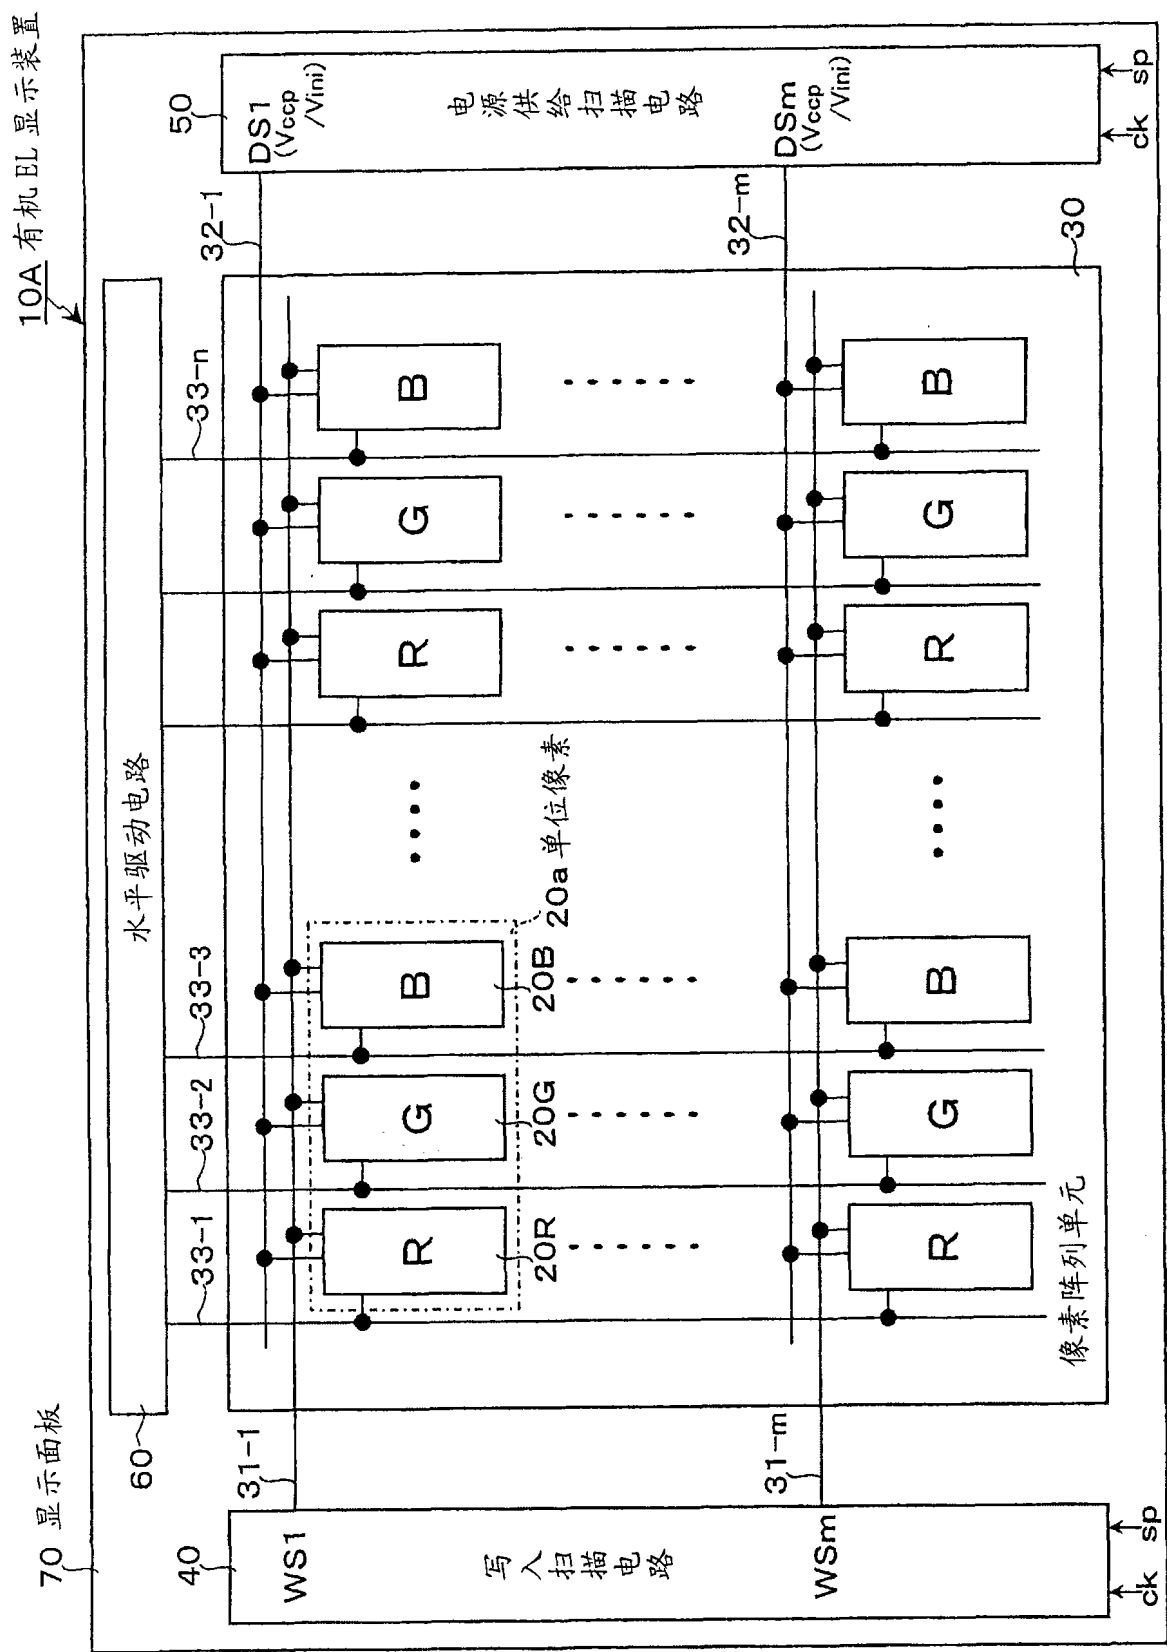 10A 有机EL显示装置
70 显示面板
60
水平驱动电路
33-1
33-2
33-3
33-n
40
50
31-1
32-1
WS1
DS1
(Vccp
/Vini)
R
G
B
R
G
B
20R
20G
20B
20a 单位像素
写入扫描电路
电源供给扫描电路
31-m
32-m
WSm
DSm
(Vccp
/Vini)
R
G
B
R
G
B
像素阵列单元
30
ck
sp
ck
sp